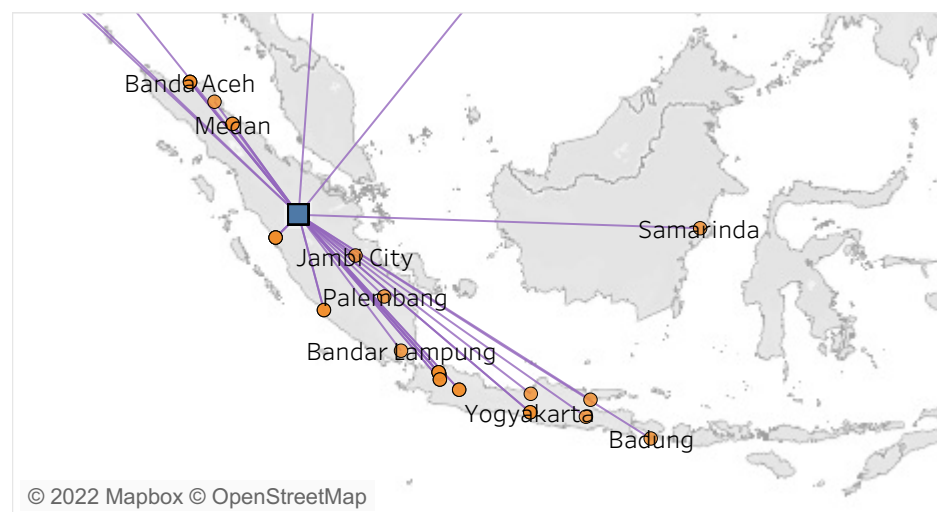 Banda Aceh
Medan
Samarinda
Jambi City
Palembang
Bandar Lampung
Yogyakarta
Badung
© 2022 Mapbox © OpenStreetMap